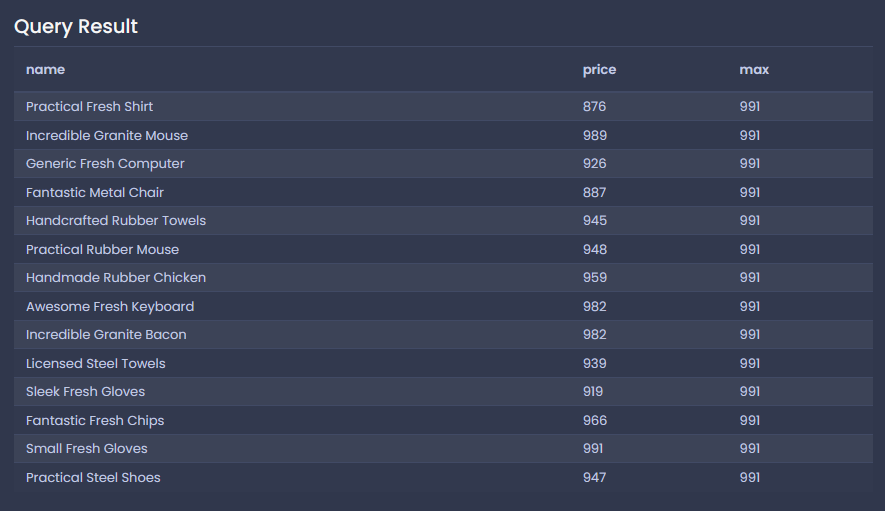 Query Result
name price max
Practical Fresh Shirt 876 991
Incredible Granite Mouse 989 991
Generic Fresh Computer 926 991
Fantastic Metal Chair 887 991
Handcrafted Rubber Towels 945 991
Practical Rubber Mouse 948 991
Handmade Rubber Chicken 959 991
Awesome Fresh Keyboard 982 991
Incredible Granite Bacon 982 991
Licensed Steel Towels 939 991
Sleek Fresh Gloves 919 991
Fantastic Fresh Chips 966 991
Small Fresh Gloves 991 991
Practical Steel Shoes 947 991